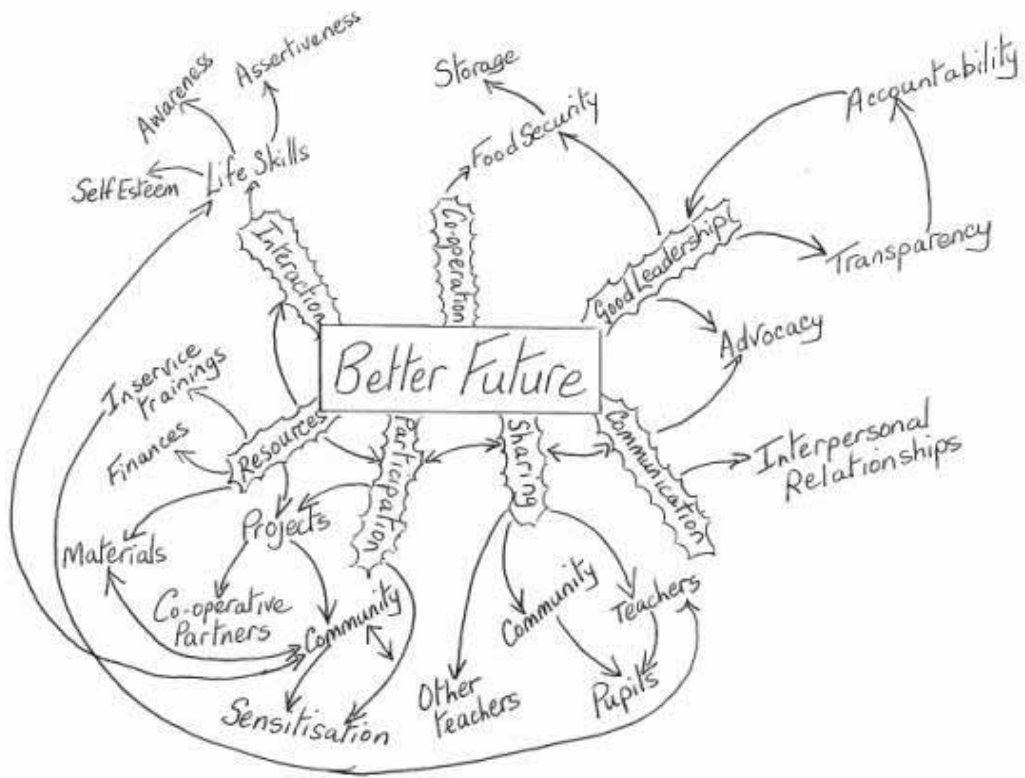 Assertiveness
Awareness
Self Esteem
Life Skills
Storage
Food Security
Accountability
Transparency
Interaction
Co-operation
Good Leadership
Advocacy
Better Future
Inservice
trainings
Finances
Resources
Participation
Sharing
Communication
Interpersonal
Relationships
Materials
Projects
Co-operative
Partners
Community
Sensitisation
Other
teachers
Community
Teachers
Pupils